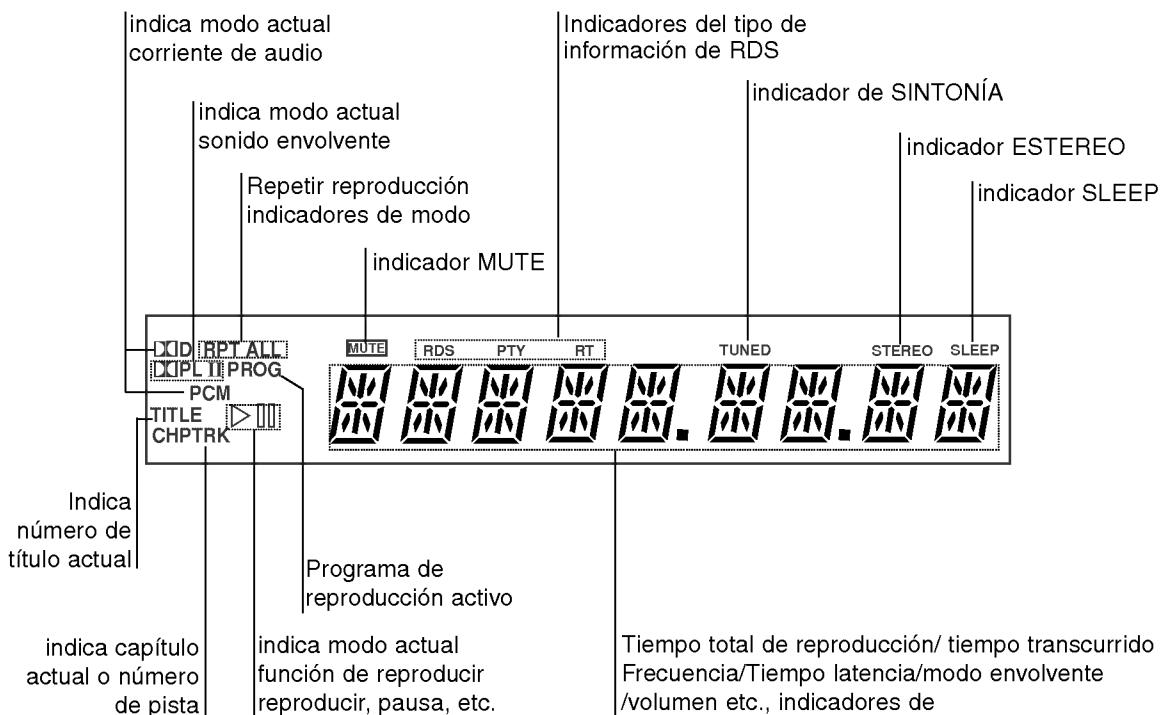 indica modo actual
corriente de audio
Indicadores del tipo de
información de RDS
indicador de SINTONÍA
indica modo actual
sonido envolvente
indicador ESTEREO
Repetir reproducción
indicadores de modo
indicador SLEEP
indicador MUTE
D RPT ALL
MUTE RDS PTY RT TUNED STEREO SLEEP
PL II PROG
PCM
TITLE
CHPTRK
Indica
número de
título actual
Programa de
reproducción activo
indica capítulo
actual o número
de pista
indica modo actual
función de reproducir
reproducir, pausa, etc.
Tiempo total de reproducción/ tiempo transcurrido
Frecuencia/Tiempo latencia/modo envolvente
/volumen etc., indicadores de